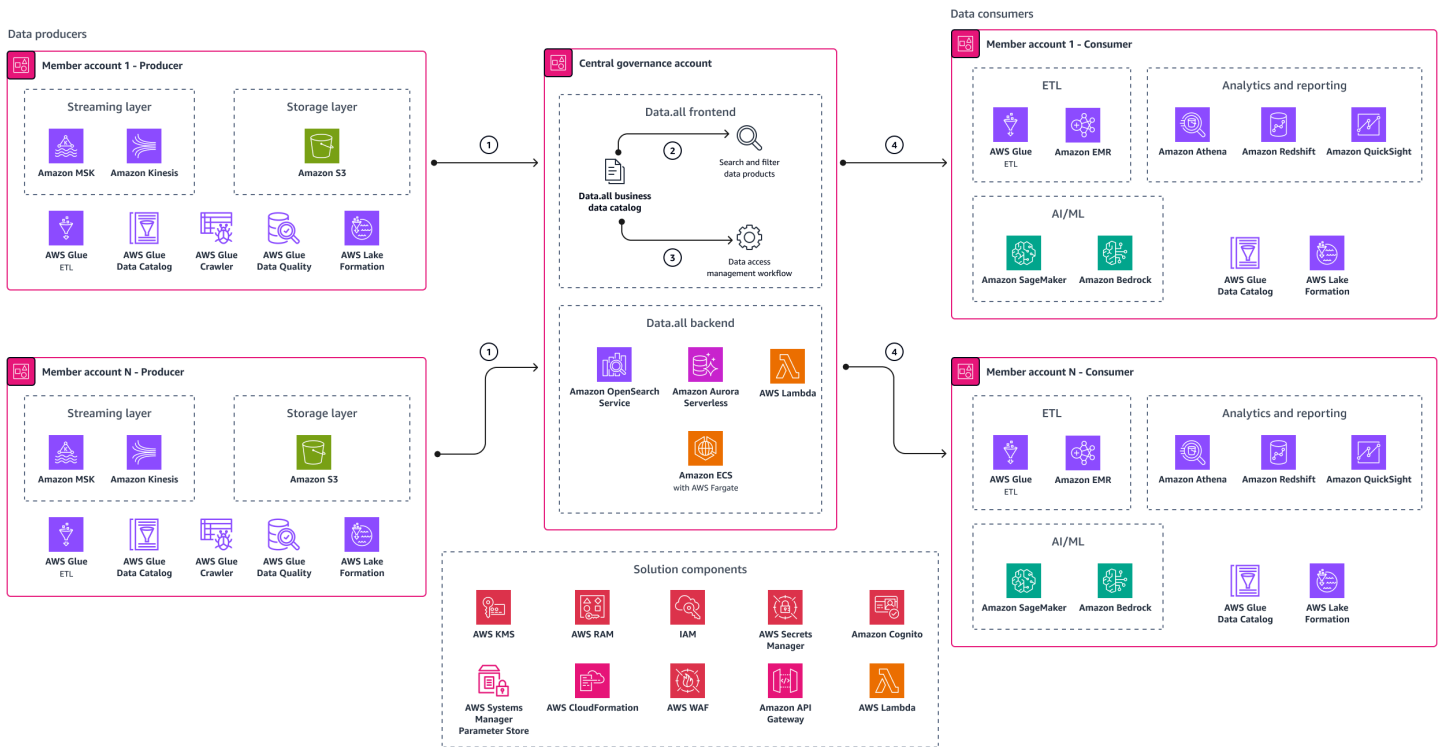 Data producers
Member account 1 - Producer
Streaming layer
Amazon MSK
Amazon Kinesis
Storage layer
Amazon S3
AWS Glue
ETL
AWS Glue
Data Catalog
AWS Glue
Crawler
AWS Glue
Data Quality
AWS Lake
Formation
Member account N - Producer
Streaming layer
Amazon MSK
Amazon Kinesis
Storage layer
Amazon S3
AWS Glue
ETL
AWS Glue
Data Catalog
AWS Glue
Crawler
AWS Glue
Data Quality
AWS Lake
Formation
1
1
Central governance account
Data.all frontend
2
Search and filter
data products
Data.all business
data catalog
3
Data access
management workflow
Data.all backend
Amazon OpenSearch
Service
Amazon Aurora
Serverless
AWS Lambda
Amazon ECS
with AWS Fargate
Solution components
AWS KMS
AWS RAM
IAM
AWS Secrets
Manager
Amazon Cognito
AWS Systems
Manager
Parameter Store
AWS CloudFormation
AWS WAF
Amazon API
Gateway
AWS Lambda
4
4
Data consumers
Member account 1 - Consumer
ETL
AWS Glue
ETL
Amazon EMR
Analytics and reporting
Amazon Athena
Amazon Redshift
Amazon QuickSight
AI/ML
Amazon SageMaker
Amazon Bedrock
AWS Glue
Data Catalog
AWS Lake
Formation
Member account N - Consumer
ETL
AWS Glue
ETL
Amazon EMR
Analytics and reporting
Amazon Athena
Amazon Redshift
Amazon QuickSight
AI/ML
Amazon SageMaker
Amazon Bedrock
AWS Glue
Data Catalog
AWS Lake
Formation